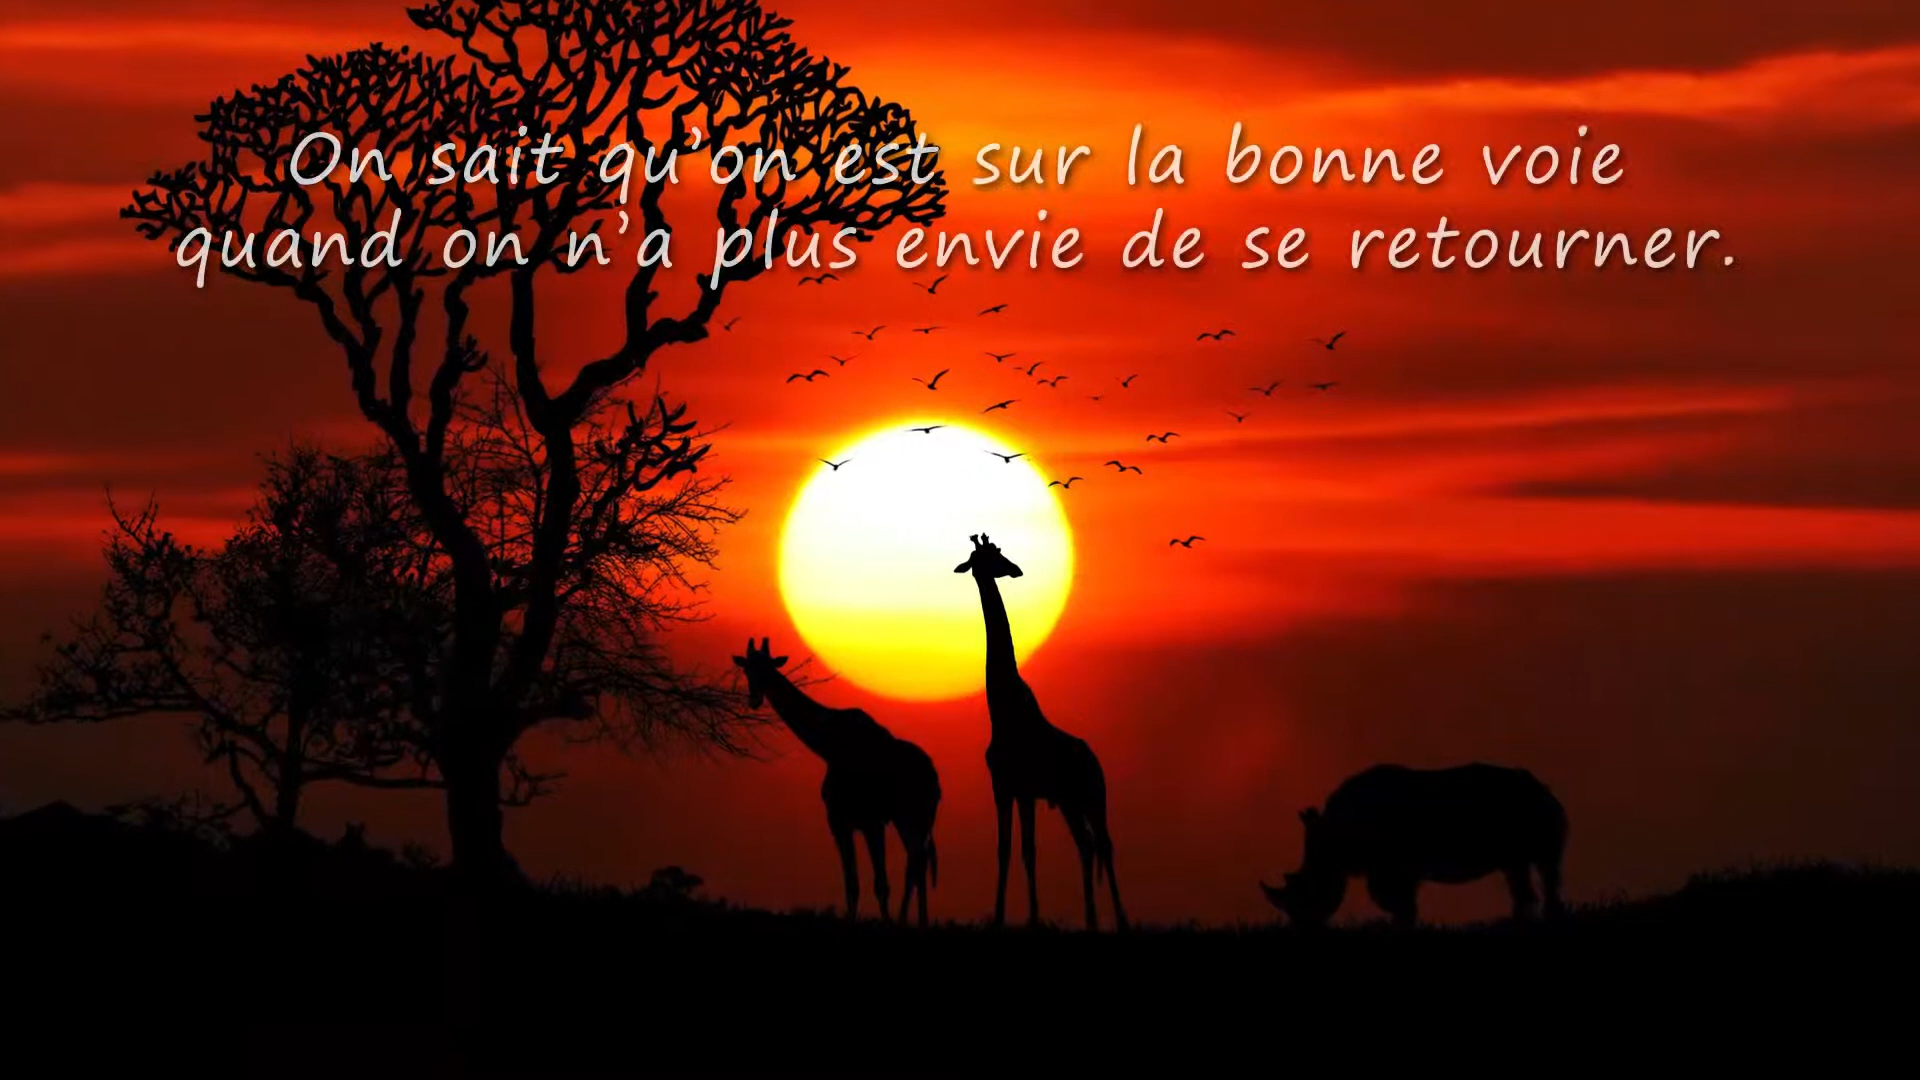 On sait qu’on est sur la bonne voie
quand on n’a plus envie de se retourner.